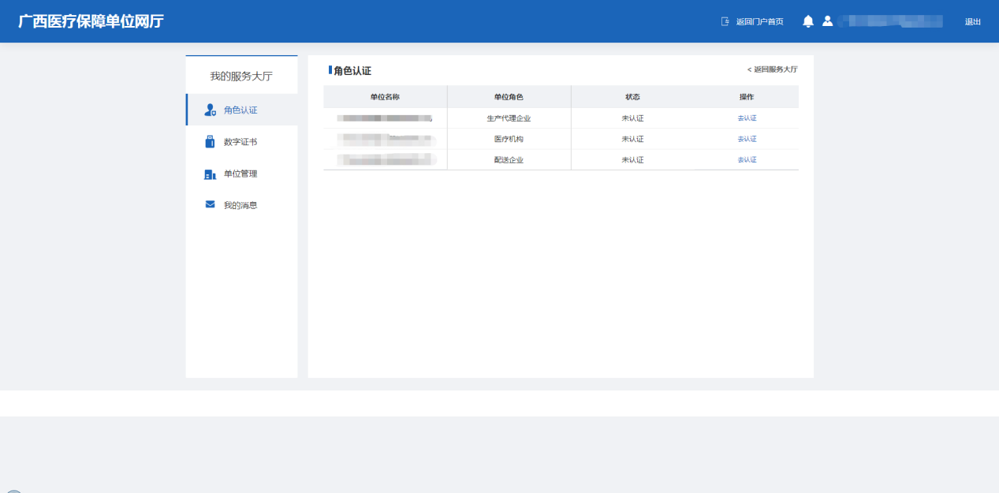 广西医疗保障单位网厅
返回门户首页
退出
我的服务大厅
角色认证
数字证书
单位管理
我的消息
角色认证
< 返回服务大厅
单位名称 单位角色 状态 操作
生产代理企业 未认证 去认证
医疗机构 未认证 去认证
配送企业 未认证 去认证